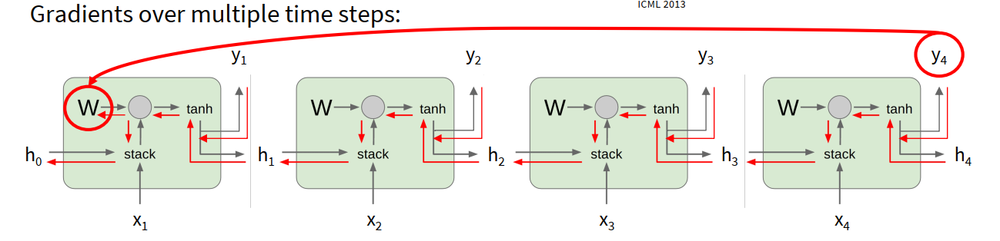 ICML 2013
Gradients over multiple time steps:
y1 y2 y3 y4
W tanh W tanh W tanh W tanh
h0 stack h1 stack h2 stack h3 stack h4
x1 x2 x3 x4